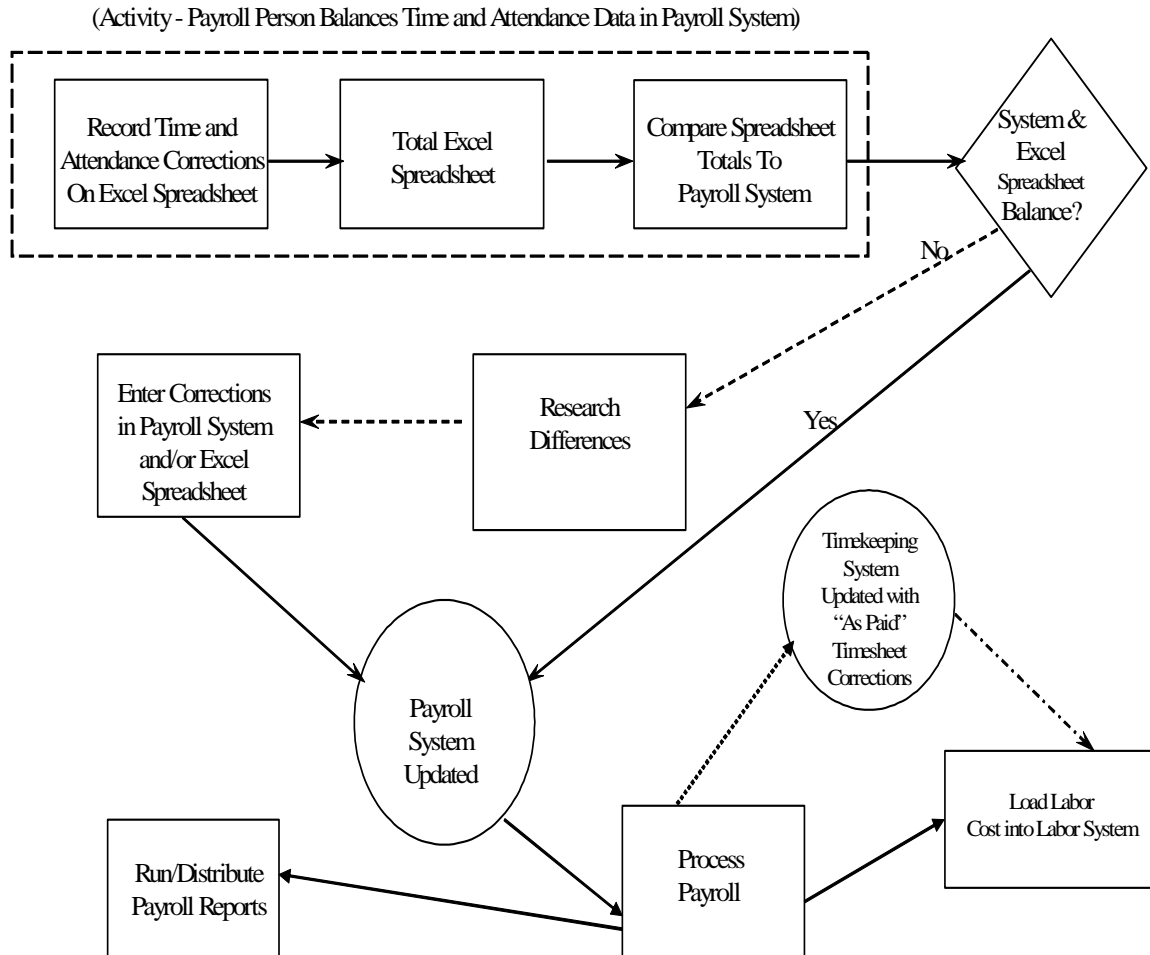 (Activity - Payroll Person Balances Time and Attendance Data in Payroll System)
Record Time and
Attendance Corrections
On Excel Spreadsheet
Total Excel
Spreadsheet
Compare Spreadsheet
Totals To
Payroll System
System &
Excel
Spreadsheet
Balance?
No
Enter Corrections
in Payroll System
and/or Excel
Spreadsheet
Research
Differences
Yes
Timekeeping
System
Updated with
“As Paid”
Timesheet
Corrections
Payroll
System
Updated
Load Labor
Cost into Labor System
Run/Distribute
Payroll Reports
Process
Payroll